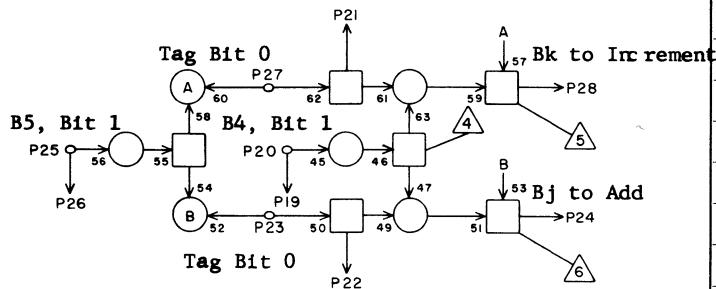 P21
A
Tag Bit 0
57 Bk to Increment
P27
A
60
62
61
59
P28
58
63
B5, Bit 1
B4, Bit 1
4
5
P25
56
55
P20
45
46
B
54
47
53 Bj to Add
P26
P19
B
52
P23
50
49
51
P24
Tag Bit 0
P22
6